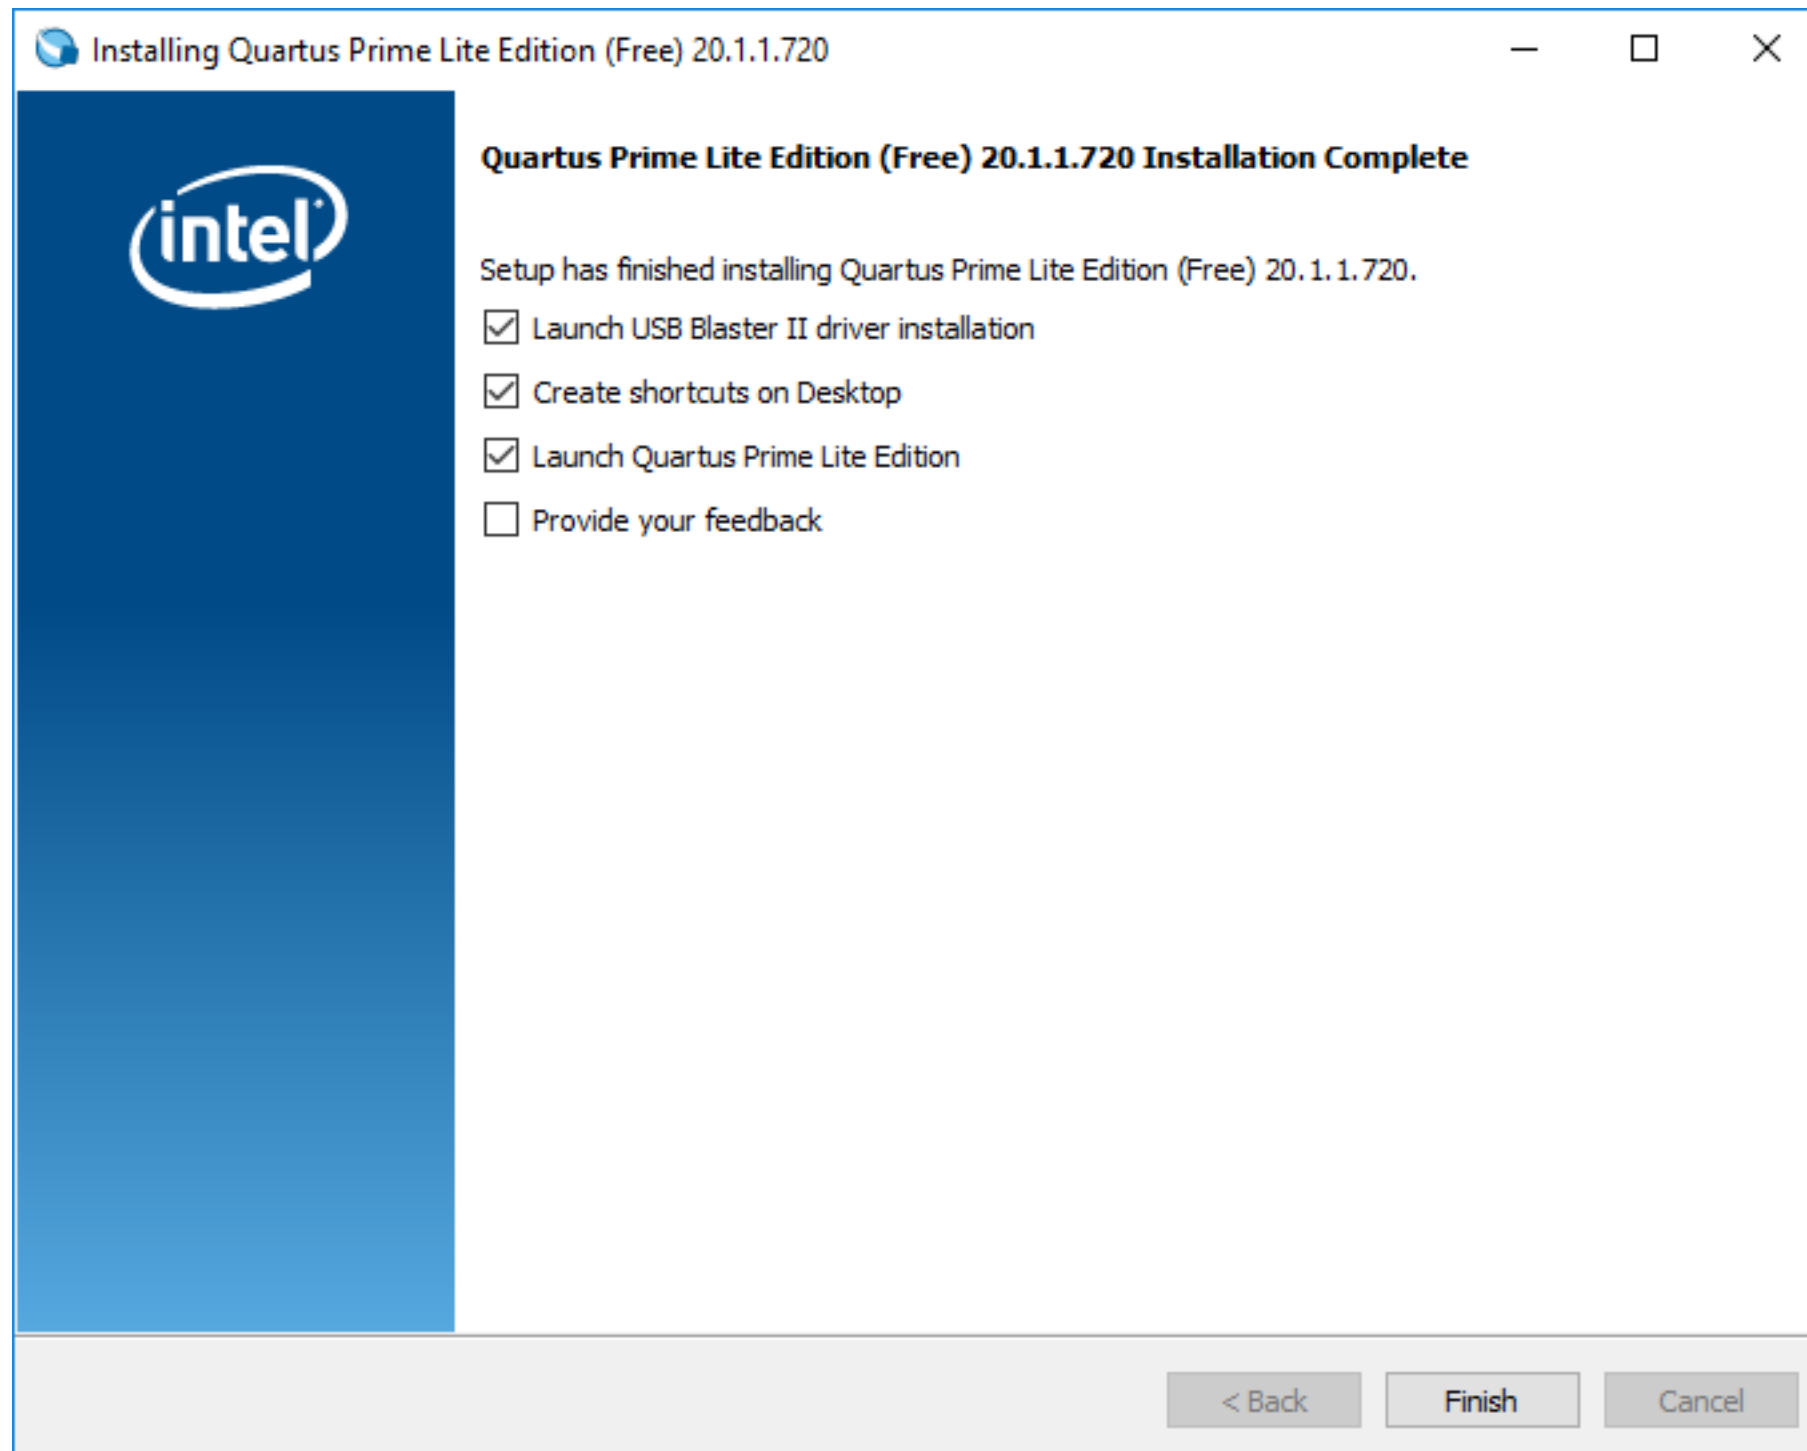 Installing Quartus Prime Lite Edition (Free) 20.1.1.720
intel
Quartus Prime Lite Edition (Free) 20.1.1.720 Installation Complete
Setup has finished installing Quartus Prime Lite Edition (Free) 20.1.1.720.
Launch USB Blaster II driver installation
Create shortcuts on Desktop
Launch Quartus Prime Lite Edition
Provide your feedback
< Back Finish Cancel